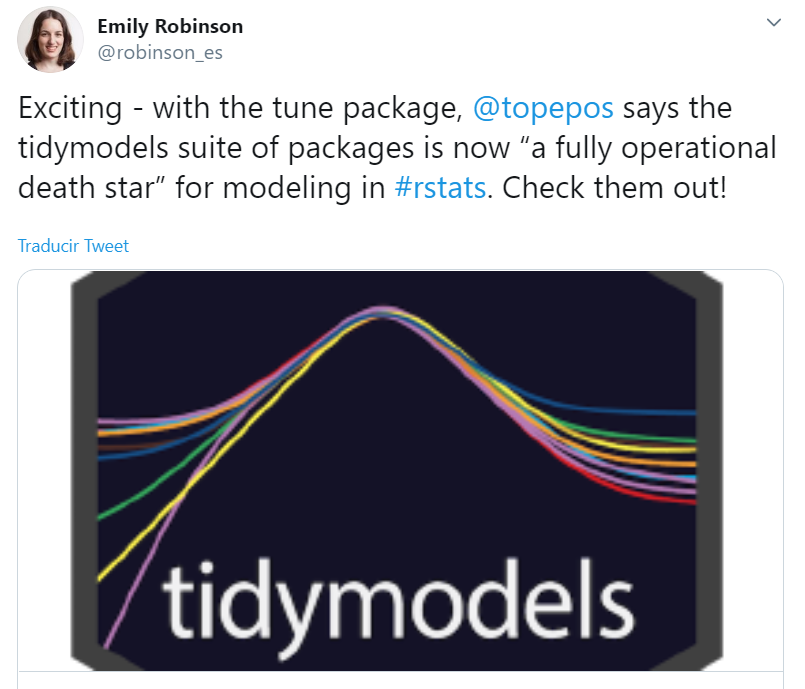 Emily Robinson
@robinson_es
Exciting - with the tune package, @topepos says the
tidymodels suite of packages is now “a fully operational
death star” for modeling in #rstats. Check them out!
Traducir Tweet
tidymodels